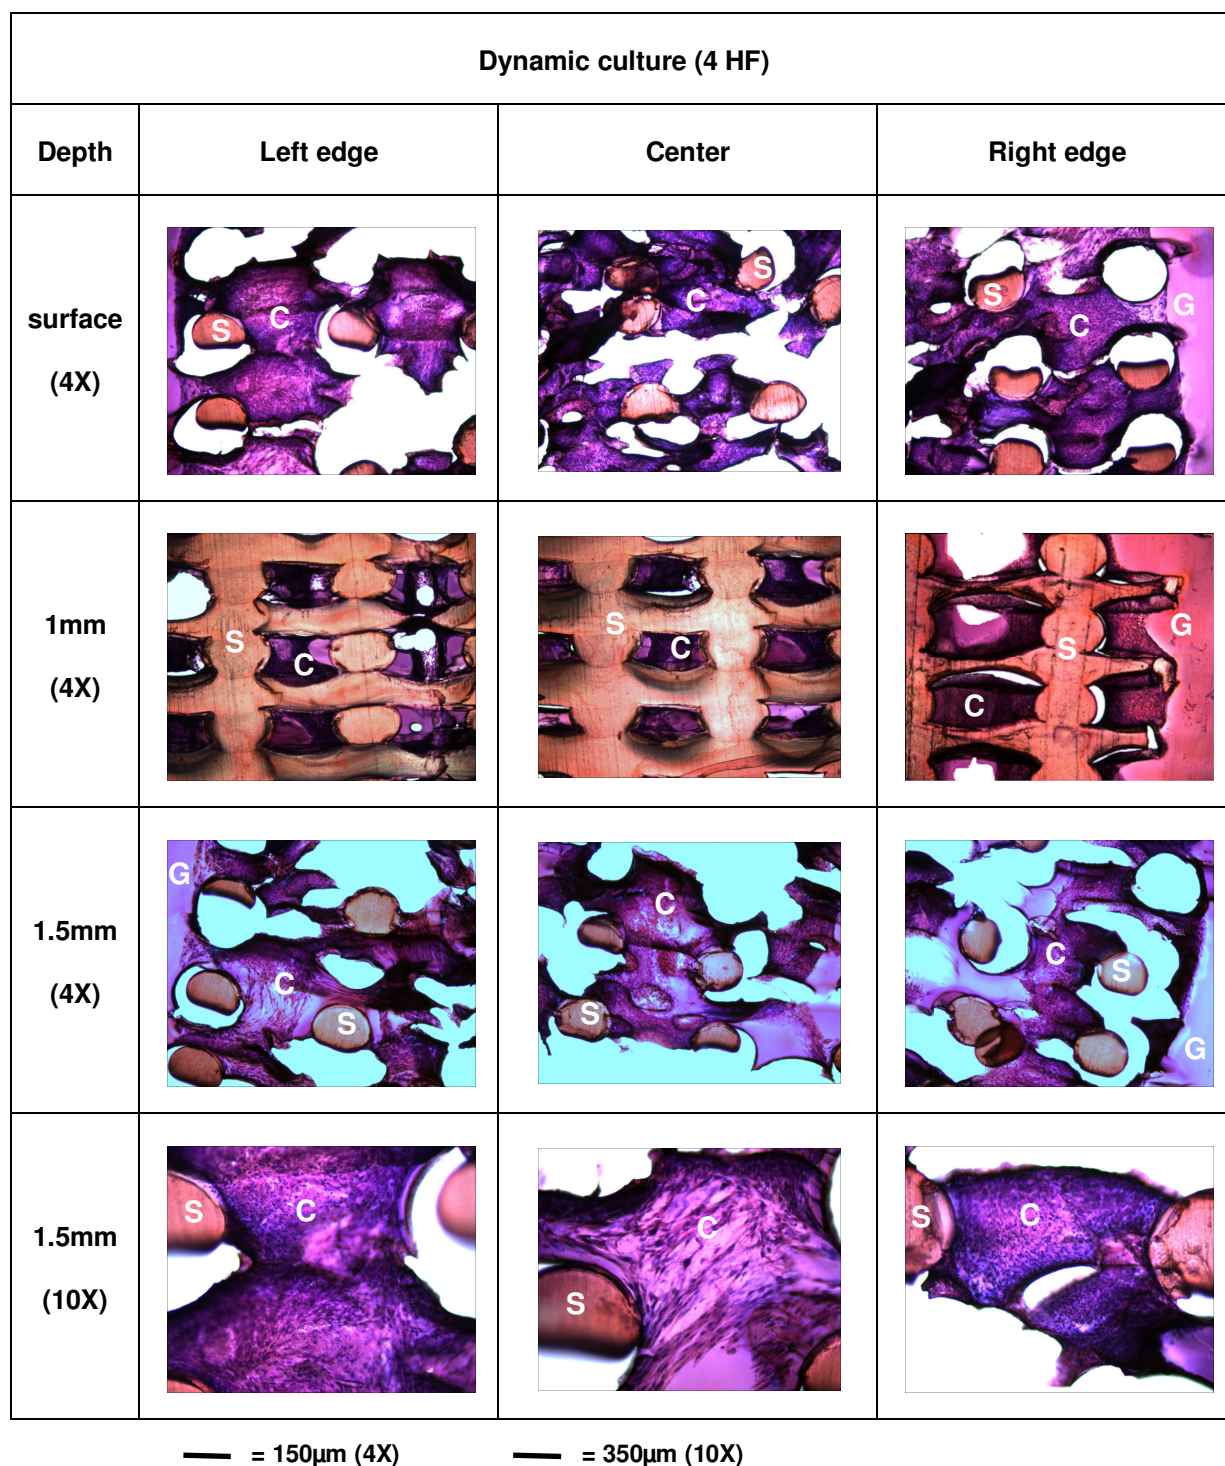 Dynamic culture (4 HF)
Depth Left edge Center Right edge
surface
(4X)
S C
S C
S C G
1mm
(4X)
S C
S C
S C G
1.5mm
(4X)
G C S
C S
C S G
1.5mm
(10X)
S C
C S
S C
= 150µm (4X) = 350µm (10X)